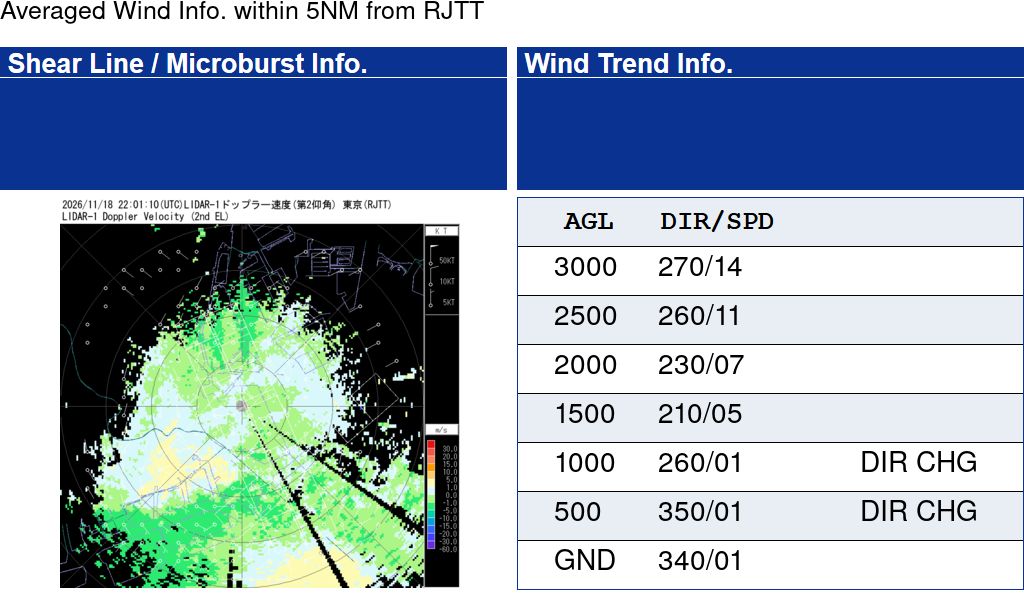 Averaged Wind Info. within 5NM from RJTT
Shear Line / Microburst Info.
Wind Trend Info.
2026/11/18 22:01:10(UTC)LIDAR-1ドップラー速度(第2仰角) 東京(RJTT)
LIDAR-1 Doppler Velocity (2nd EL)
K T
50KT
10KT
5KT
m/s
30.0
20.0
15.0
10.0
5.0
1.0
0.0
-1.0
-5.0
-10.0
-15.0
-20.0
-30.0
-60.0
AGL DIR/SPD
3000 270/14
2500 260/11
2000 230/07
1500 210/05
1000 260/01 DIR CHG
500 350/01 DIR CHG
GND 340/01